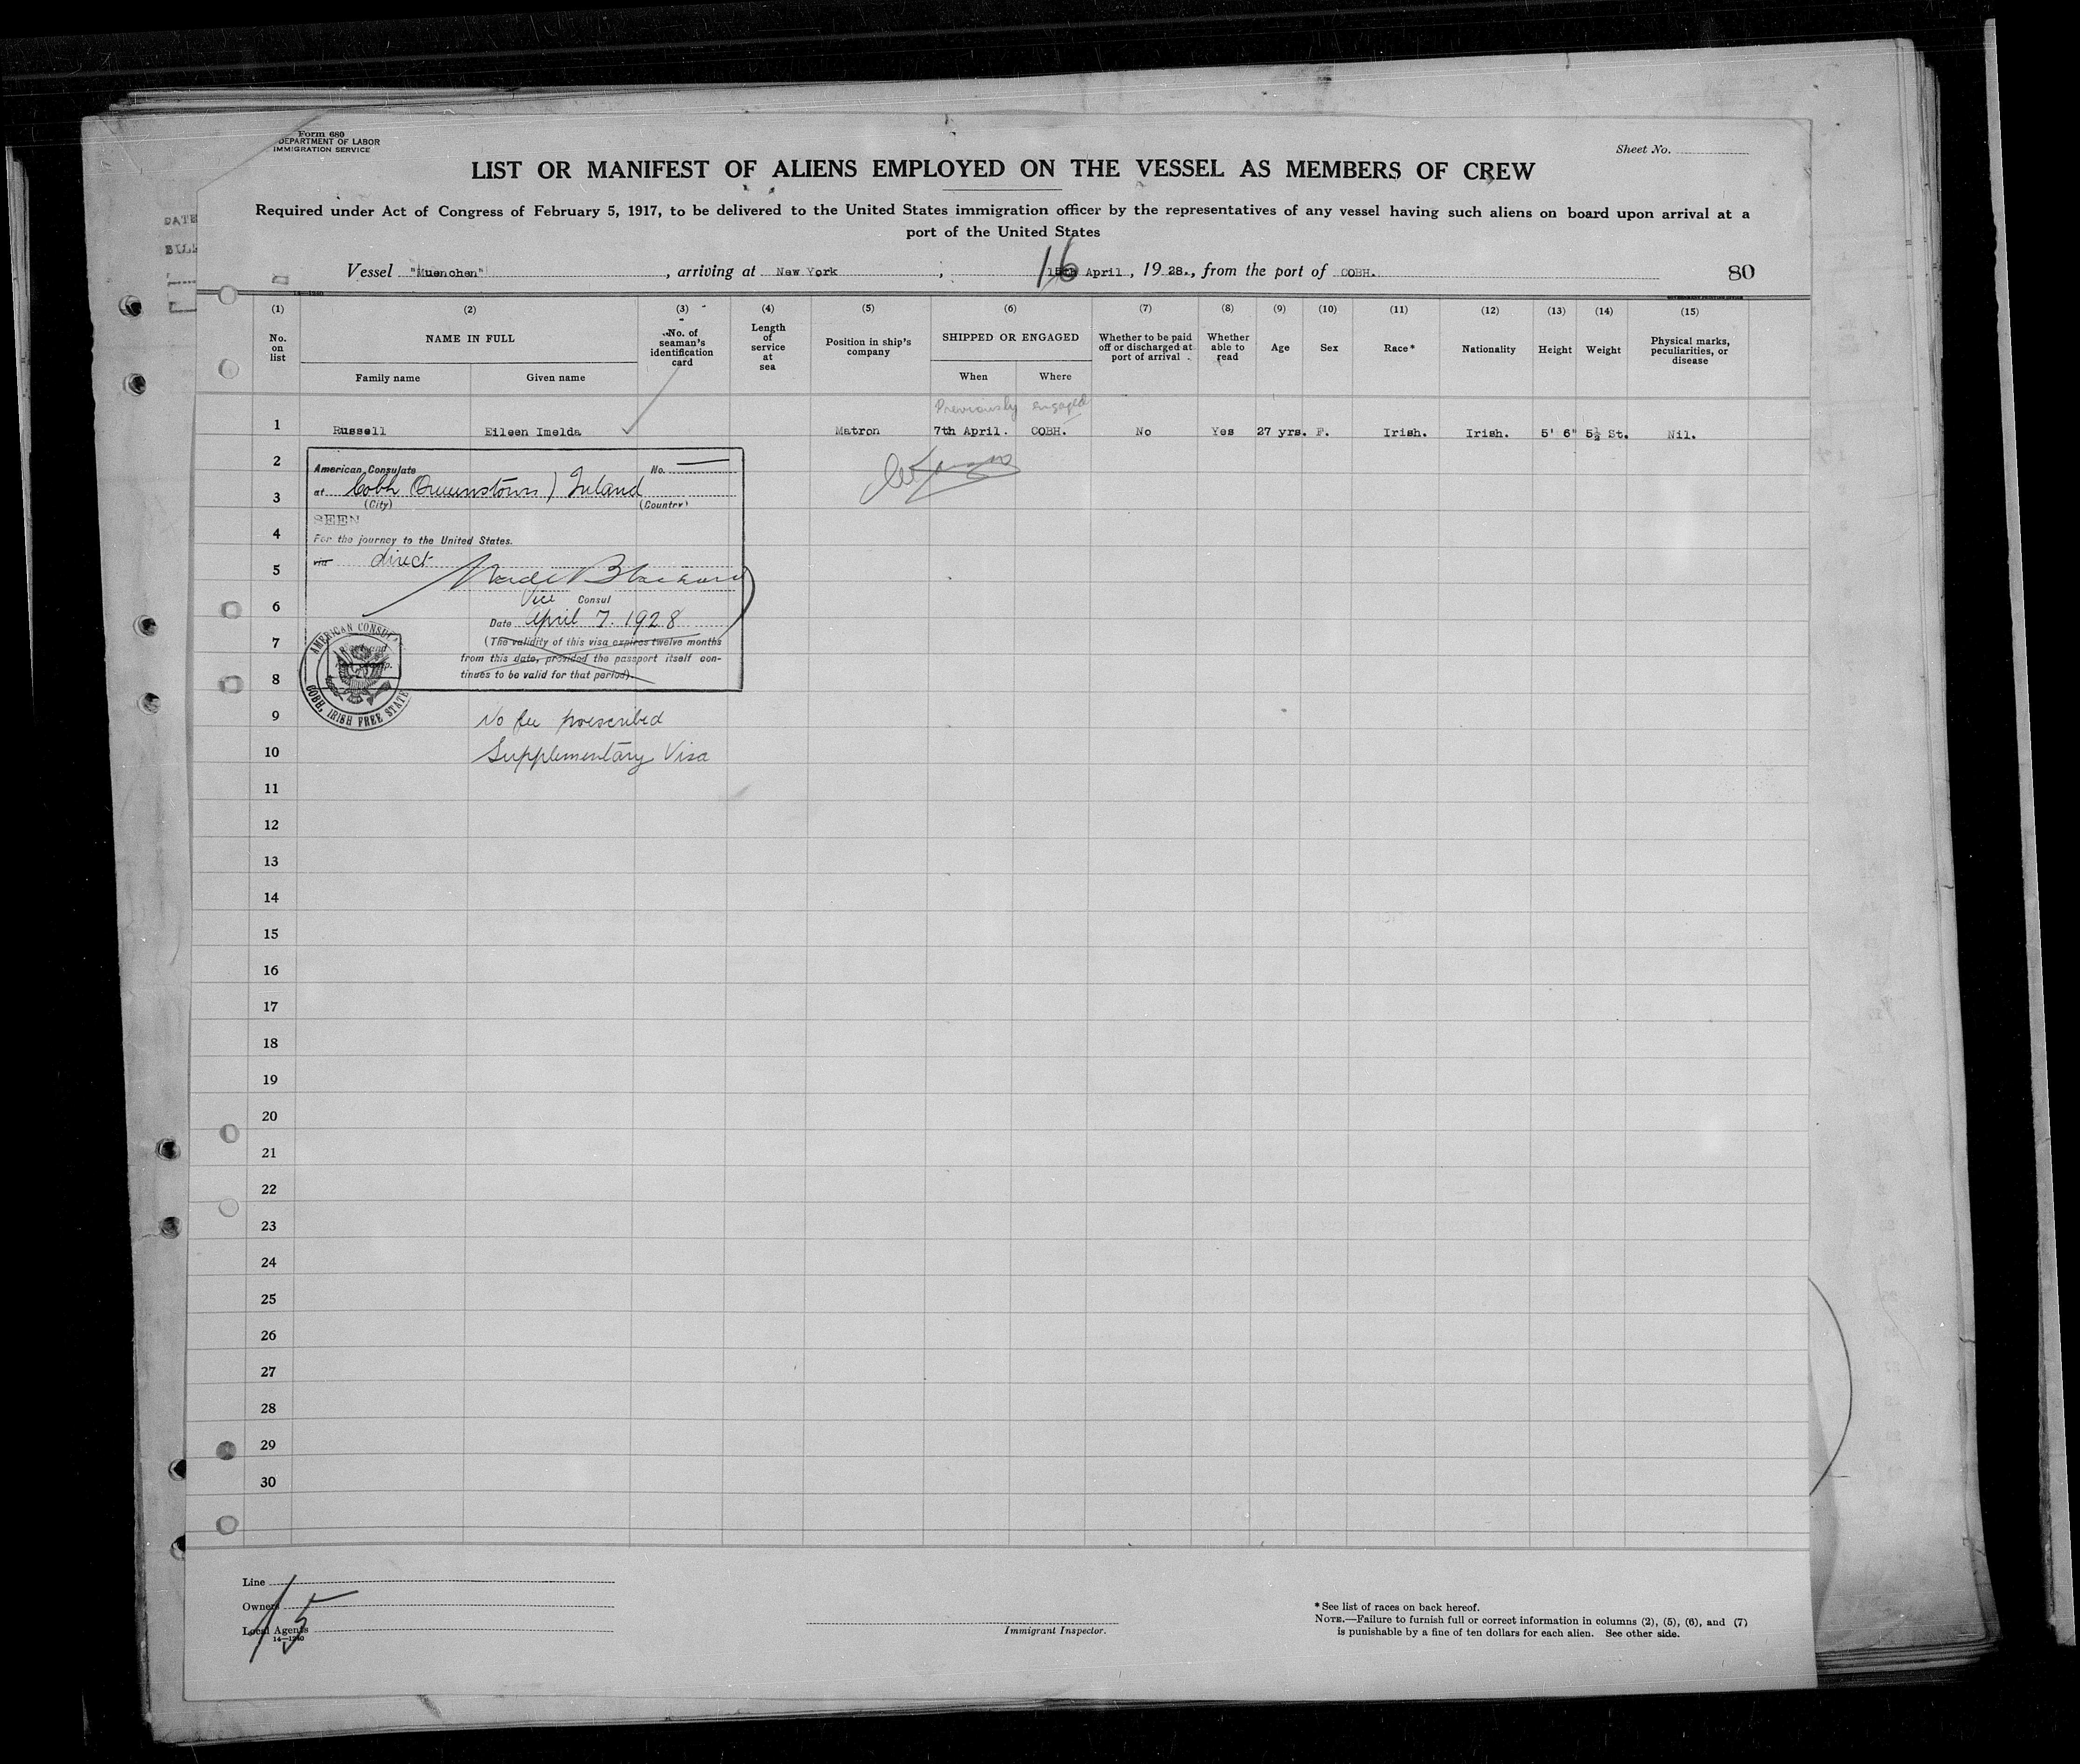 Form 680
DEPARTMENT OF LABOR
IMMIGRATION SERVICE
Sheet No.
LIST OR MANIFEST OF ALIENS EMPLOYED ON THE VESSEL AS MEMBERS OF CREW
Required under Act of Congress of February 5, 1917, to be delivered to the United States immigration officer by the representatives of any vessel having such aliens on board upon arrival at a
port of the United States
DATE
Vessel "Muenchen", arriving at New York, 16 April, 1928., from the port of COBH. 80
(1) (2) (3) (4) (5) (6) (7) (8) (9) (10) (11) (12) (13) (14) (15)
No. on list
NAME IN FULL
Family name
Given name
No. of seaman's identification card
Length of service at sea
Position in ship's company
SHIPPED OR ENGAGED
When
Where
Whether to be paid off or discharged at port of arrival
Whether able to read
Age
Sex
Race*
Nationality
Height
Weight
Physical marks, peculiarities, or disease
Previously engaged
1 Russell Eileen Imelda Matron 7th April. COBH. No Yes 27 yrs. F. Irish. Irish. 5' 6" 5½ St. Nil.
2
3
4
5
6
7
8
9
10
11
12
13
14
15
16
17
18
19
20
21
22
23
24
25
26
27
28
29
30
American Consulate No.
at Cobh (Queenstown) Ireland
(City) (Country)
SEEN
For the journey to the United States.
via direct
Vice Consul
Date April 7. 1928
(The validity of this visa expires twelve months
from this date, provided the passport itself con-
tinues to be valid for that period).
AMERICAN CONSUL
COBH, IRISH FREE STATE
No fee prescribed
Supplementary Visa
Line
Owners
Local Agents
14—1240
15
Immigrant Inspector.
* See list of races on back hereof.
NOTE.—Failure to furnish full or correct information in columns (2), (5), (6), and (7)
is punishable by a fine of ten dollars for each alien. See other side.